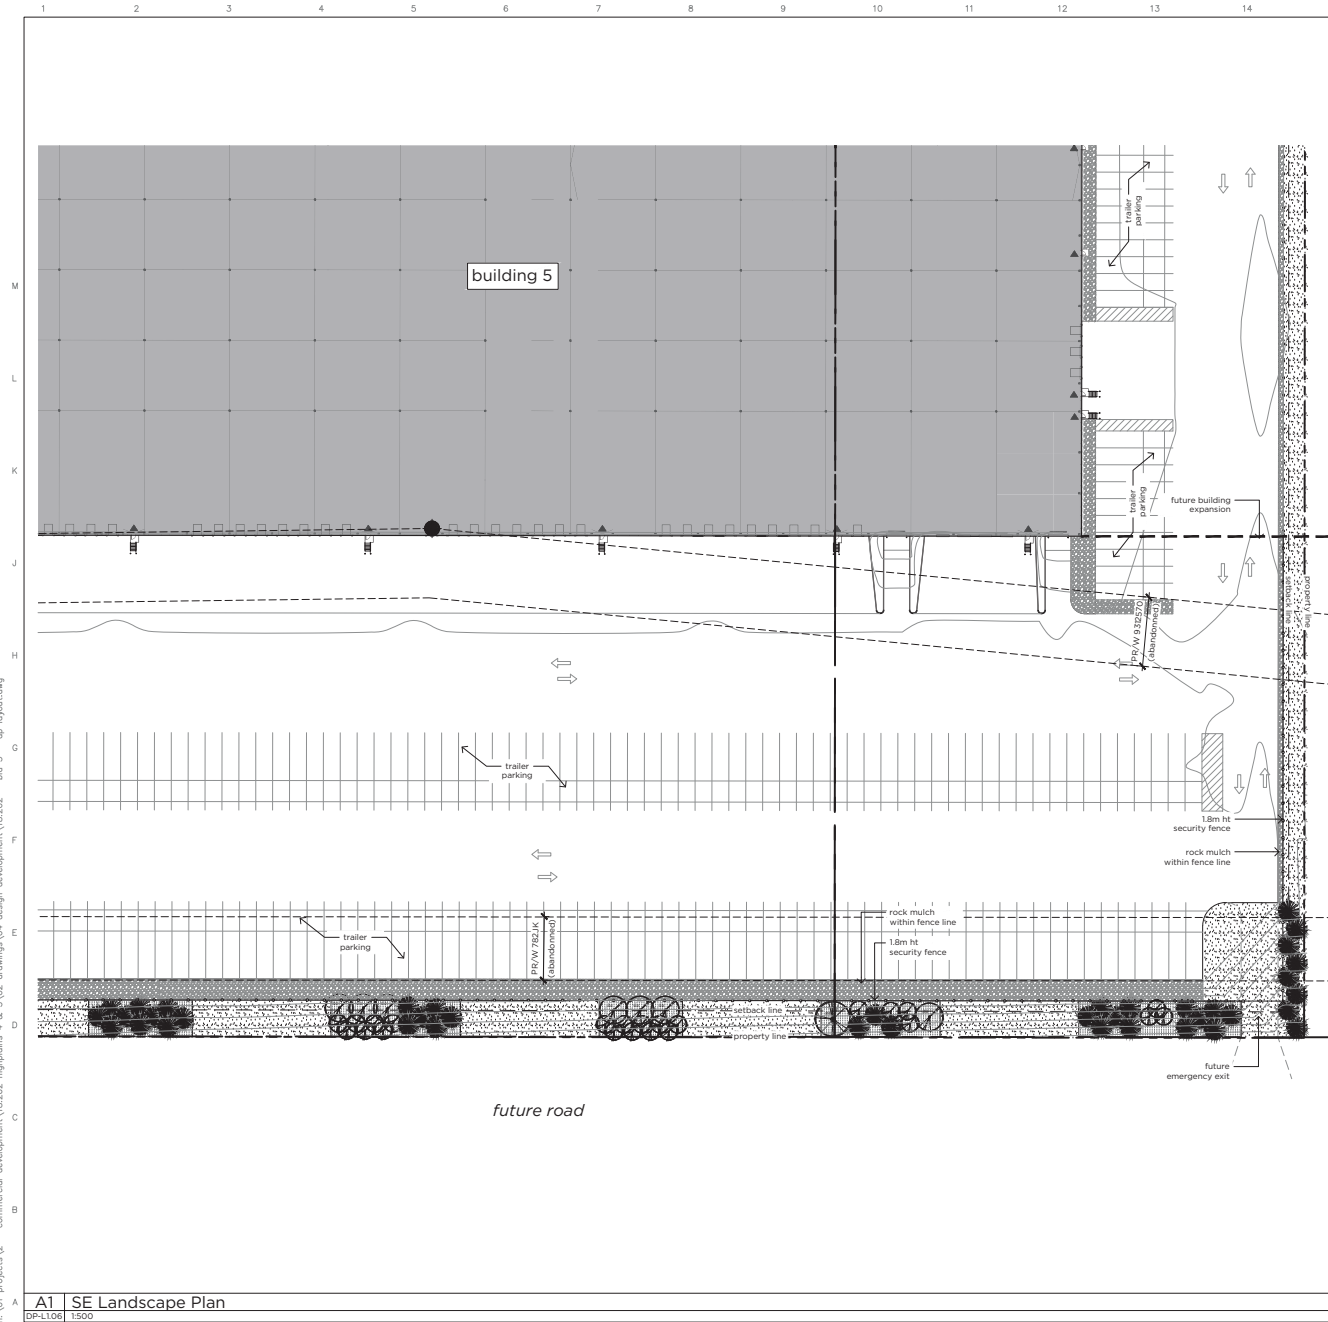 1 2 3 4 5 6 7 8 9 10 11 12 13 14
trailer
parking
M
building 5
L
K
trailer
parking
future building
expansion
J
property line
setback line
PR/W 9312570
(abandonned)
H
G
trailer
parking
1.8m ht
security fence
F
rock mulch
within fence line
E
trailer
parking
PR/W 782JK
(abandonned)
rock mulch
within fence line
1.8m ht
security fence
D
setback line
property line
future
emergency exit
C
future road
B
A
A1 SE Landscape Plan
DP-L1.06 1:500